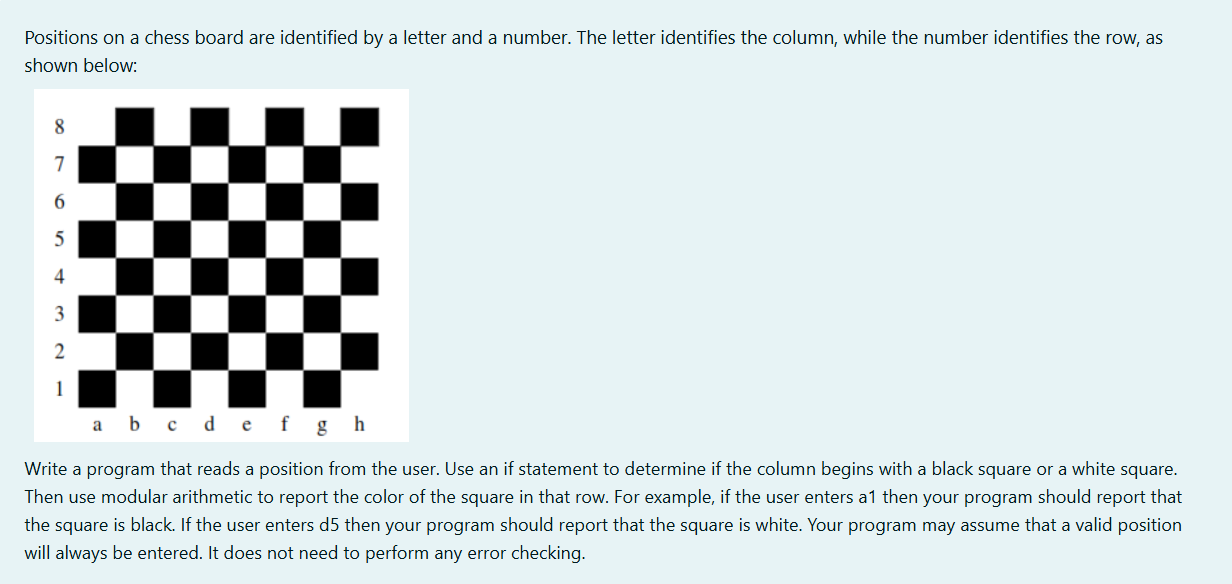 Positions on a chess board are identified by a letter and a number. The letter identifies the column, while the number identifies the row, as
shown below:
8
7
6
5
4
3
2
1
a b c d e f g h
Write a program that reads a position from the user. Use an if statement to determine if the column begins with a black square or a white square.
Then use modular arithmetic to report the color of the square in that row. For example, if the user enters a1 then your program should report that
the square is black. If the user enters d5 then your program should report that the square is white. Your program may assume that a valid position
will always be entered. It does not need to perform any error checking.